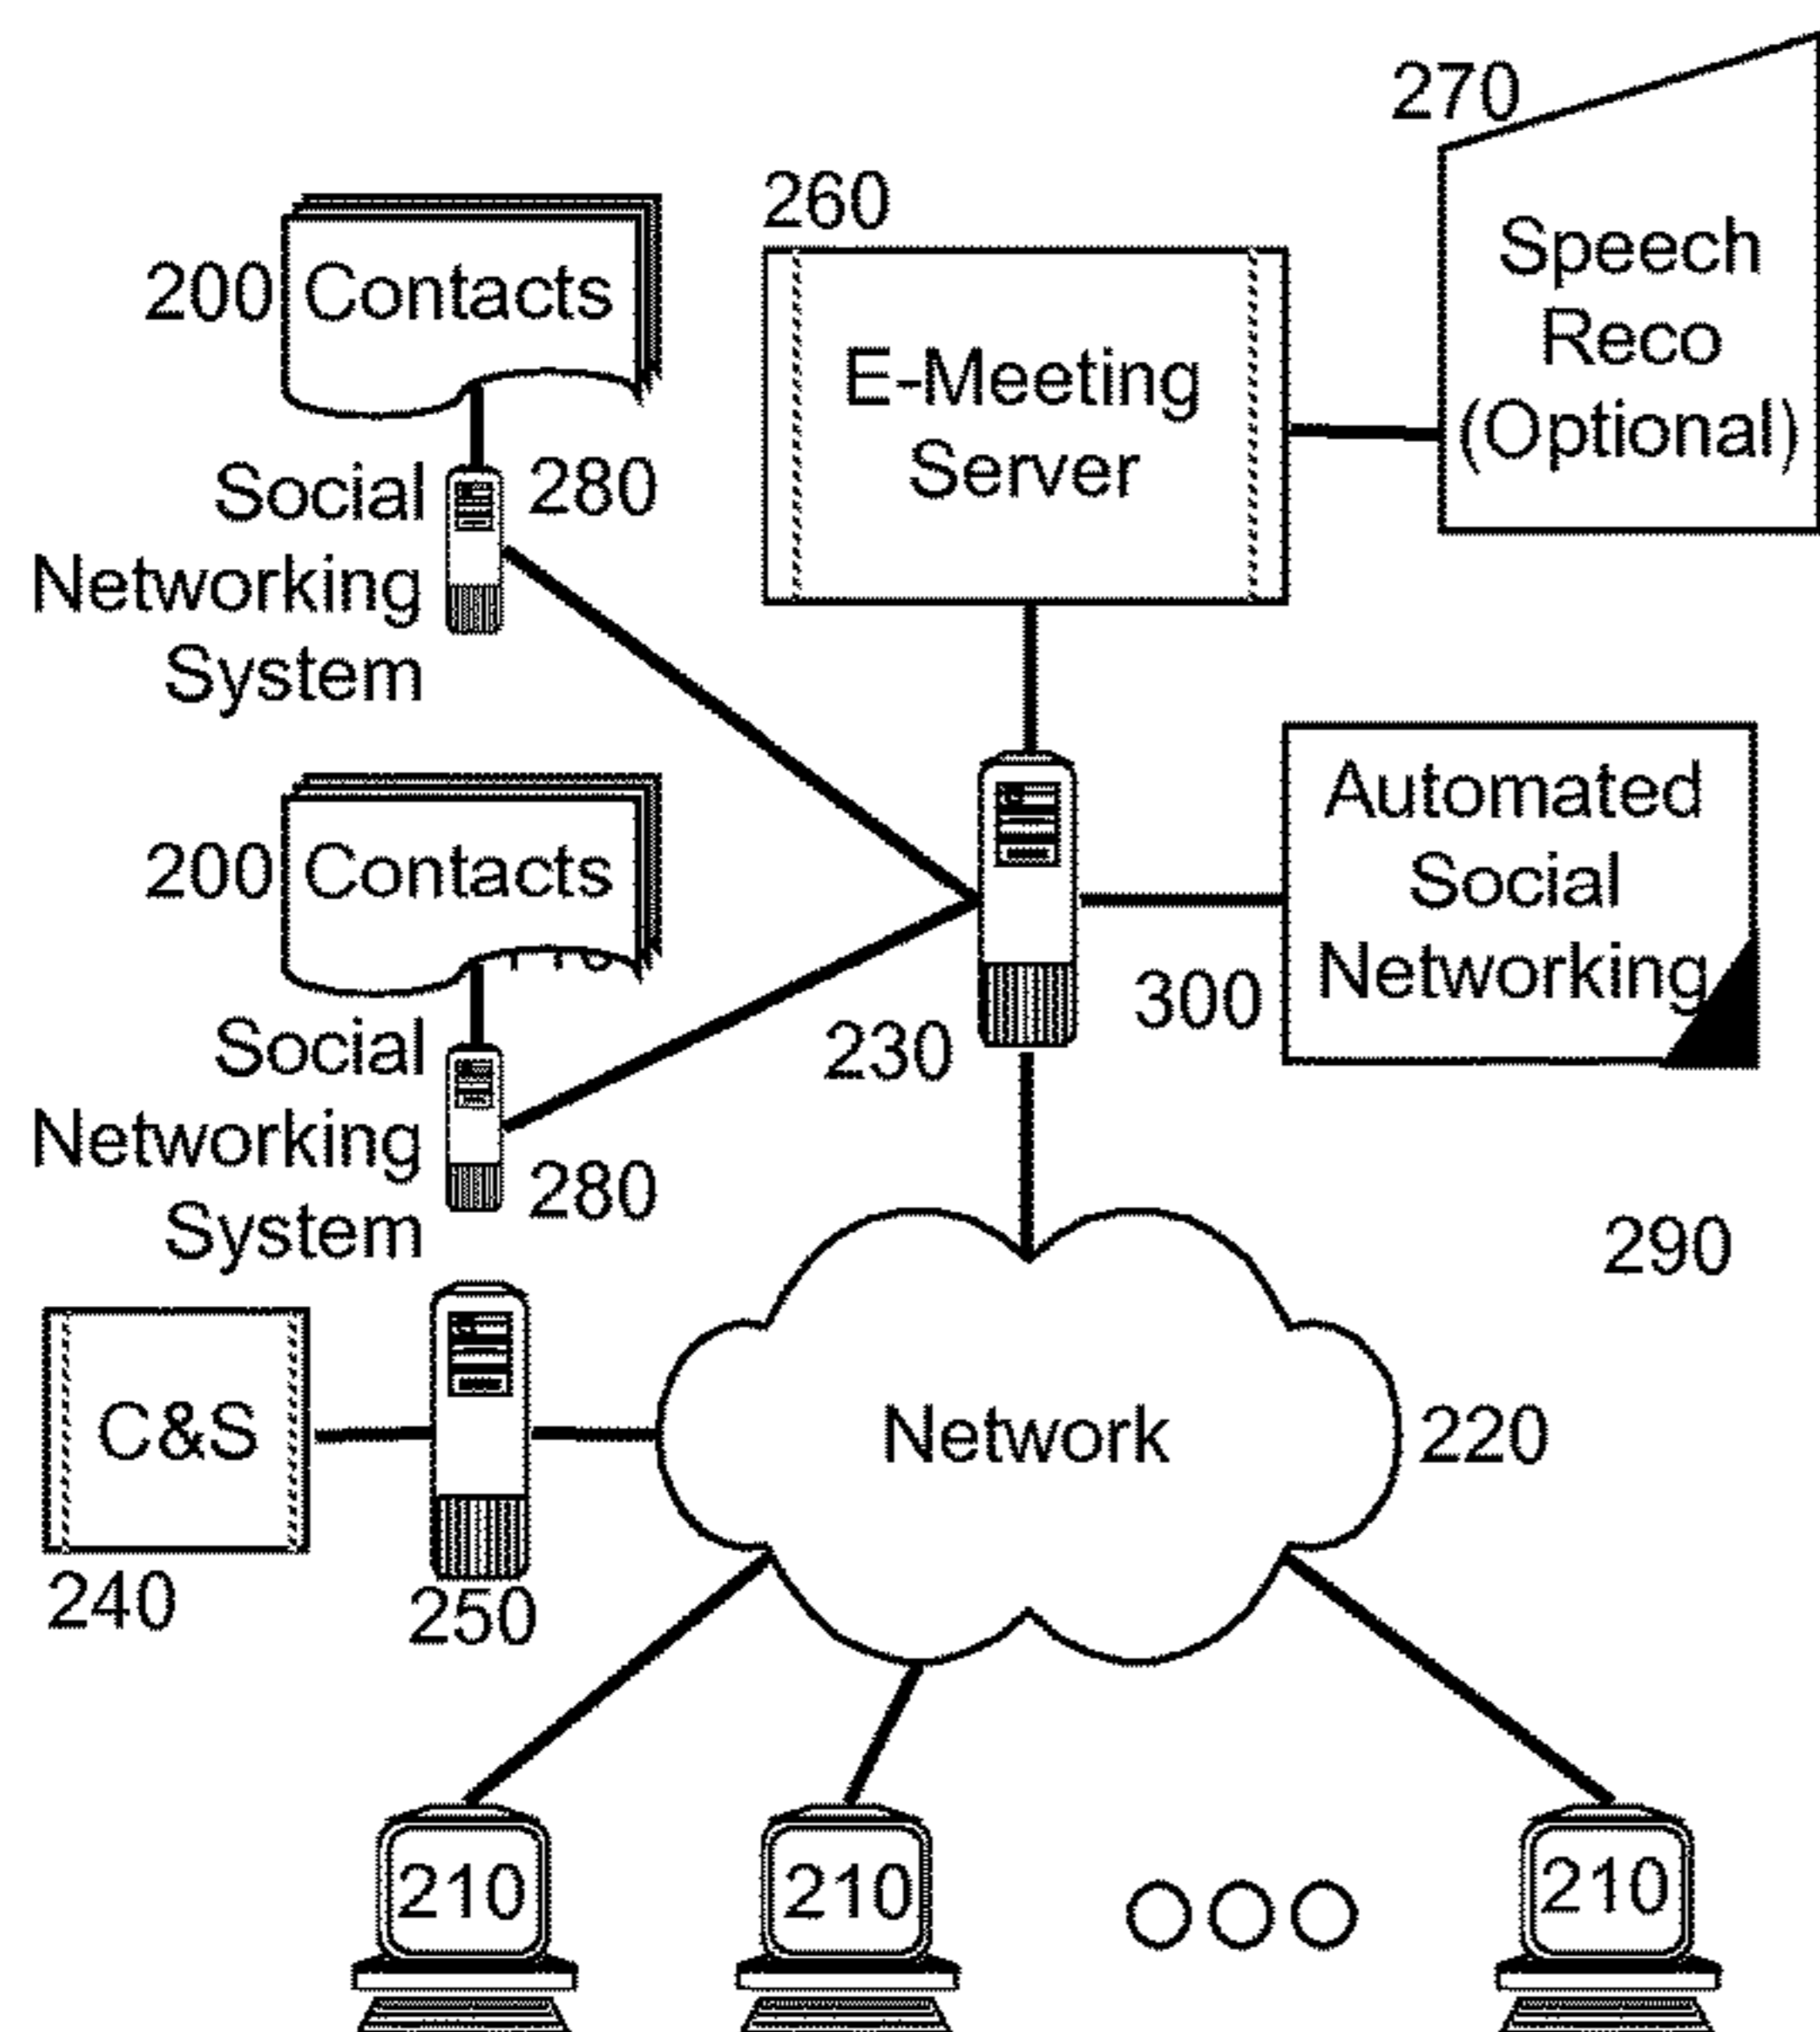 270
260
200 Contacts
Speech
Reco
(Optional)
E-Meeting
Server
Social
Networking
System
280
200 Contacts
Automated
Social
Networking
300
230
Social
Networking
System
280
290
C&S
240
250
Network
220
210
210
210